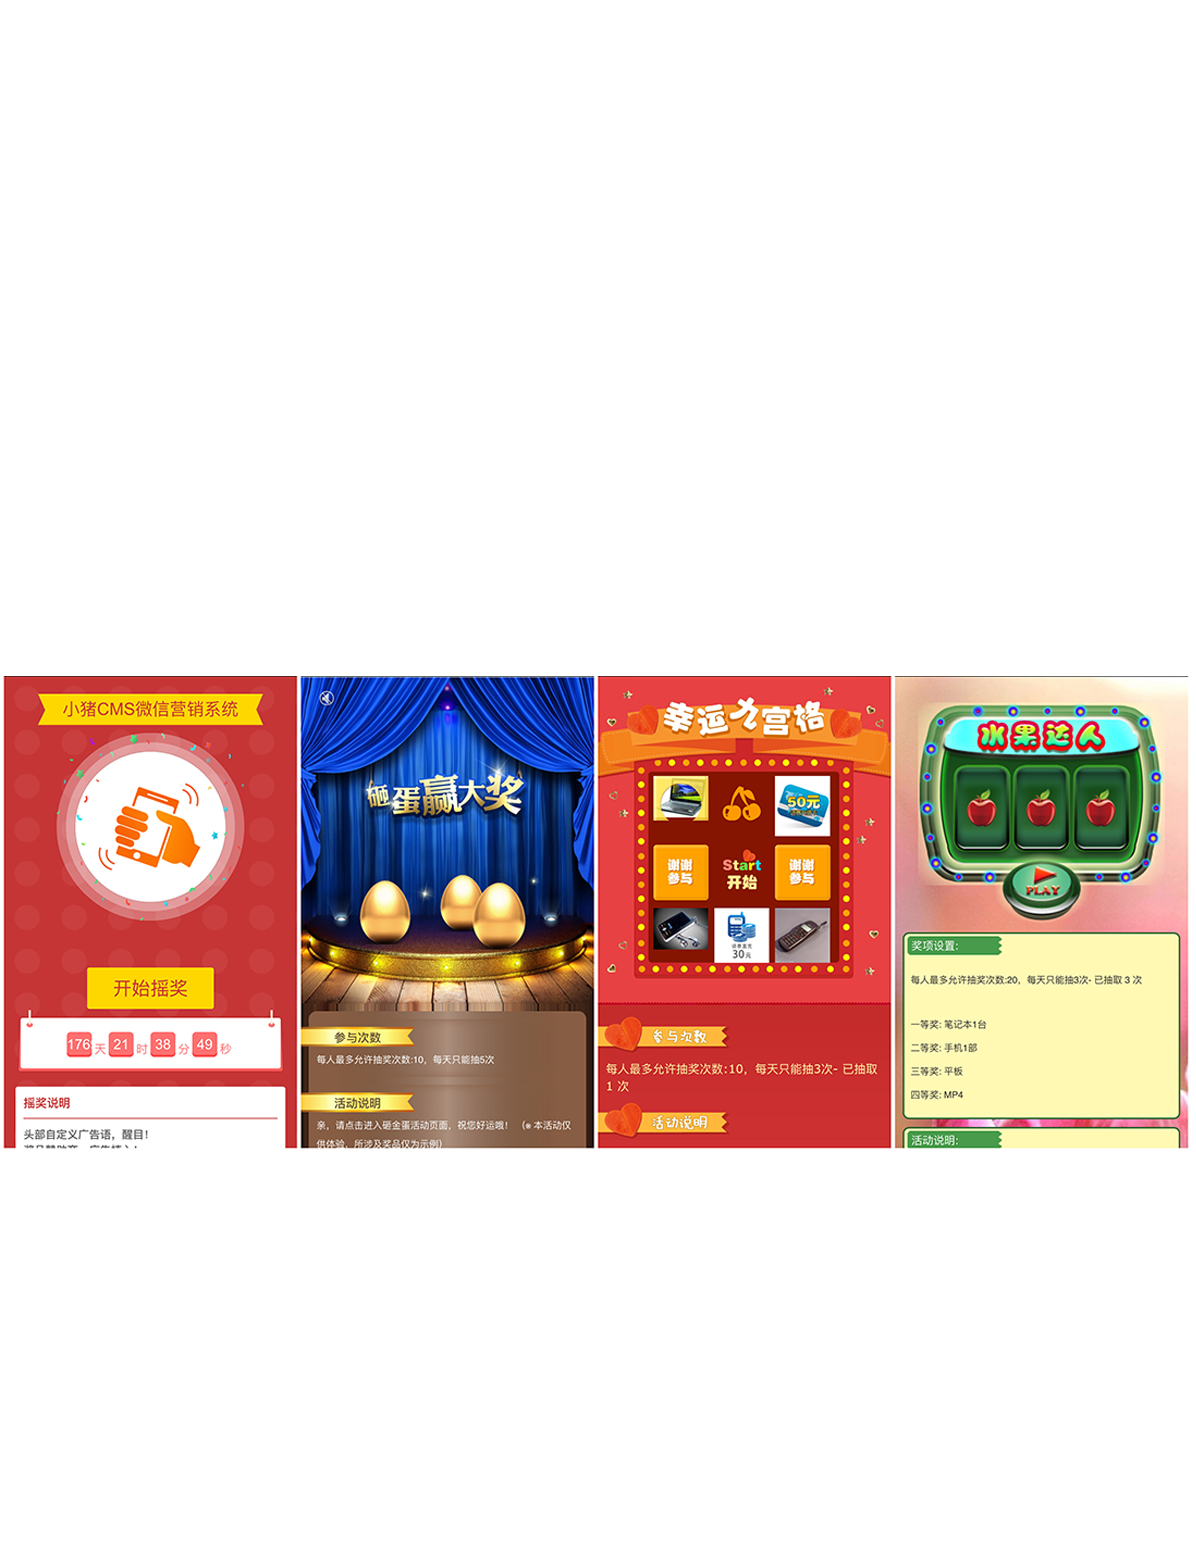 小猪CMS微信营销系统
开始摇奖
176 天 21 时 38 分 49 秒
摇奖说明
头部自定义广告语，醒目！
砸蛋赢大奖
参与次数
每人最多允许抽奖次数:10，每天只能抽5次
活动说明
亲，请点击进入砸金蛋活动页面，祝您好运哦！ （※ 本活动仅
供体验，所涉及奖品仅为示例）
幸运九宫格
50元
谢谢
参与
Start
开始
谢谢
参与
30元
参与次数
每人最多允许抽奖次数:10，每天只能抽3次- 已抽取
1 次
活动说明
水果达人
PLAY
奖项设置:
每人最多允许抽奖次数:20，每天只能抽3次- 已抽取 3 次
一等奖: 笔记本1台
二等奖: 手机1部
三等奖: 平板
四等奖: MP4
活动说明: